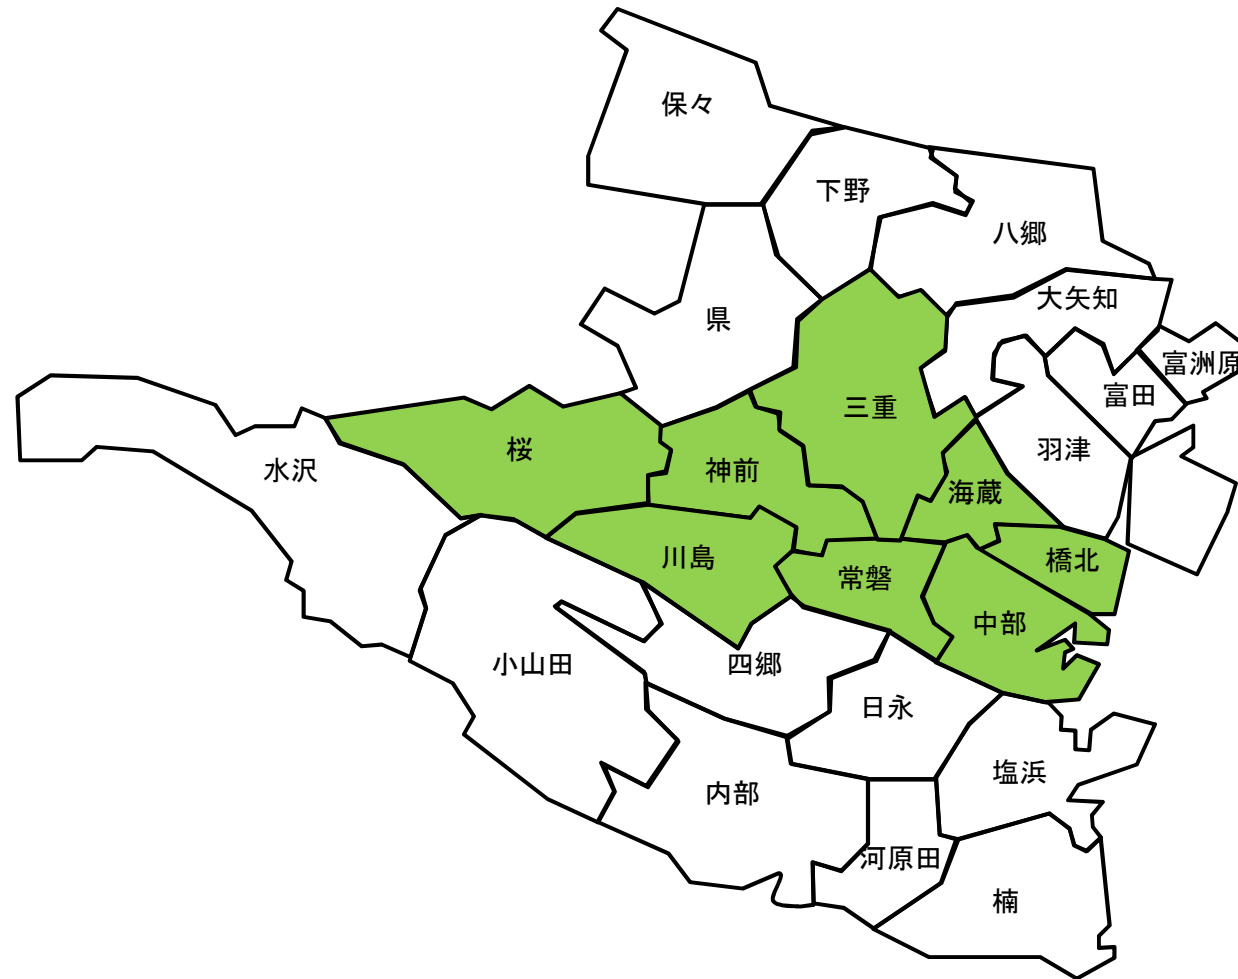 保々
下野
八郷
大矢知
県
富洲原
富田
三重
羽津
桜
水沢
神前
海蔵
川島
橋北
常磐
中部
小山田
四郷
日永
塩浜
内部
河原田
楠